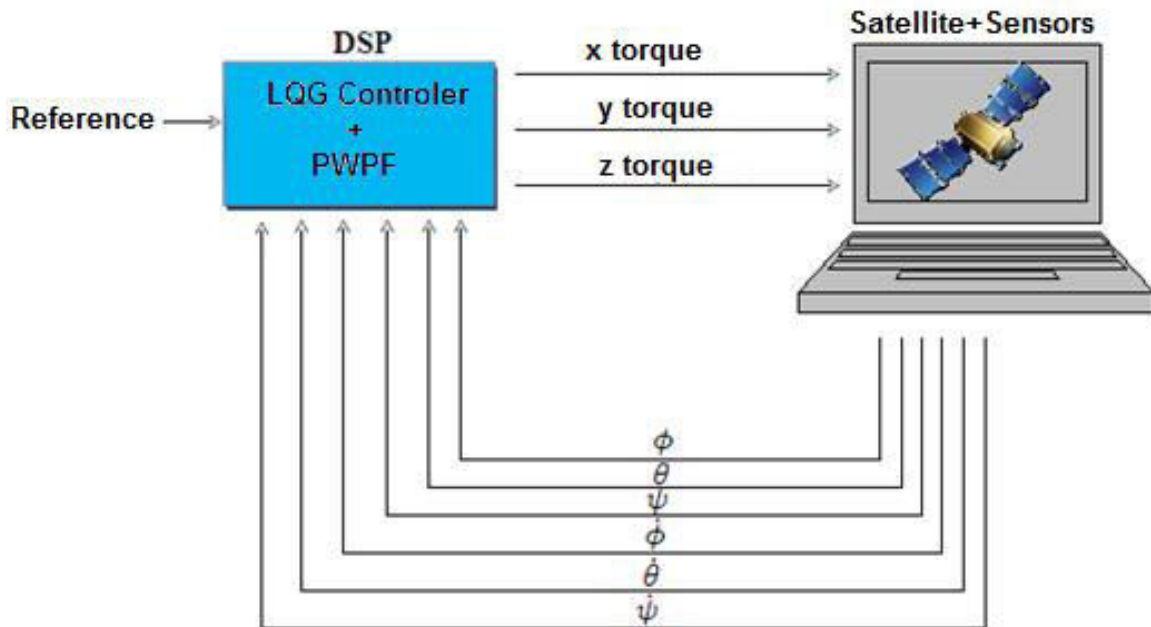 Satellite+Sensors
DSP
x torque
LQG Controler
Reference
+
y torque
PWPF
z torque
ϕ
θ
ψ
ϕ̇
θ̇
ψ̇